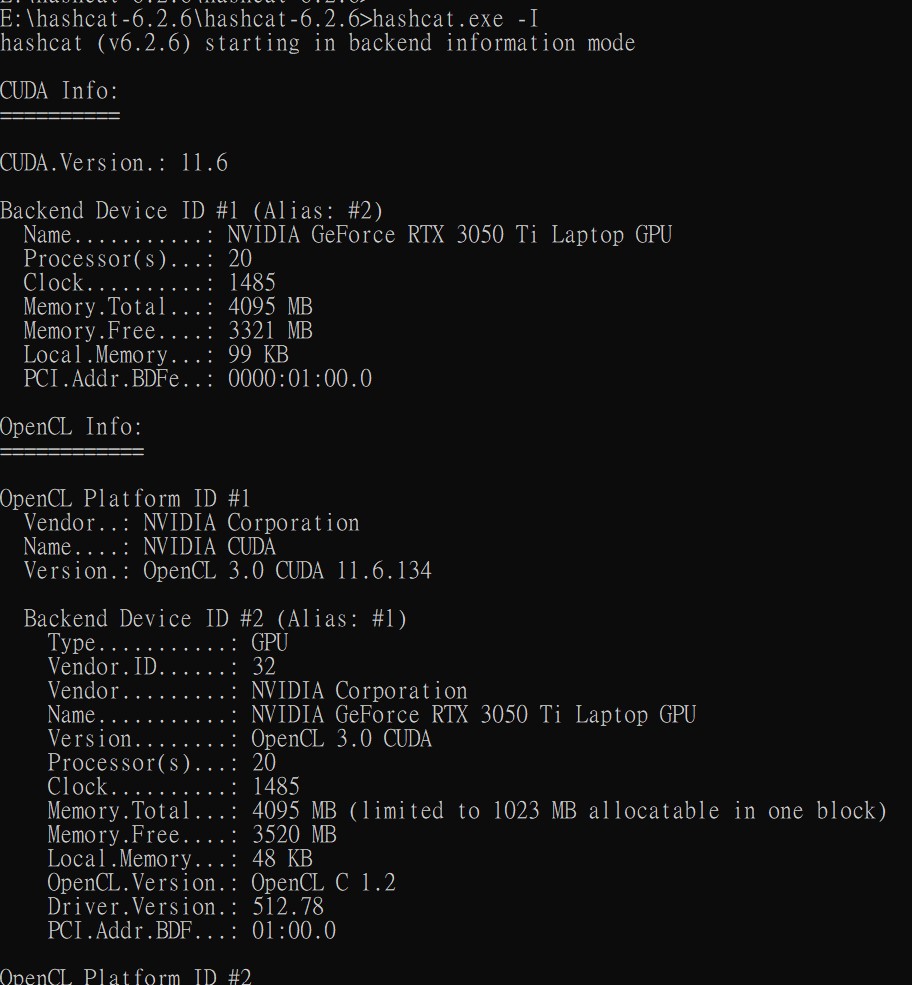 E:\hashcat-6.2.6\hashcat-6.2.6>
E:\hashcat-6.2.6\hashcat-6.2.6>hashcat.exe -I
hashcat (v6.2.6) starting in backend information mode
CUDA Info:
==========
CUDA.Version.: 11.6
Backend Device ID #1 (Alias: #2)
Name...........: NVIDIA GeForce RTX 3050 Ti Laptop GPU
Processor(s)...: 20
Clock..........: 1485
Memory.Total...: 4095 MB
Memory.Free....: 3321 MB
Local.Memory...: 99 KB
PCI.Addr.BDFe..: 0000:01:00.0
OpenCL Info:
============
OpenCL Platform ID #1
Vendor..: NVIDIA Corporation
Name....: NVIDIA CUDA
Version.: OpenCL 3.0 CUDA 11.6.134
Backend Device ID #2 (Alias: #1)
Type...........: GPU
Vendor.ID......: 32
Vendor.........: NVIDIA Corporation
Name...........: NVIDIA GeForce RTX 3050 Ti Laptop GPU
Version........: OpenCL 3.0 CUDA
Processor(s)...: 20
Clock..........: 1485
Memory.Total...: 4095 MB (limited to 1023 MB allocatable in one block)
Memory.Free....: 3520 MB
Local.Memory...: 48 KB
OpenCL.Version.: OpenCL C 1.2
Driver.Version.: 512.78
PCI.Addr.BDF...: 01:00.0
OpenCL Platform ID #2